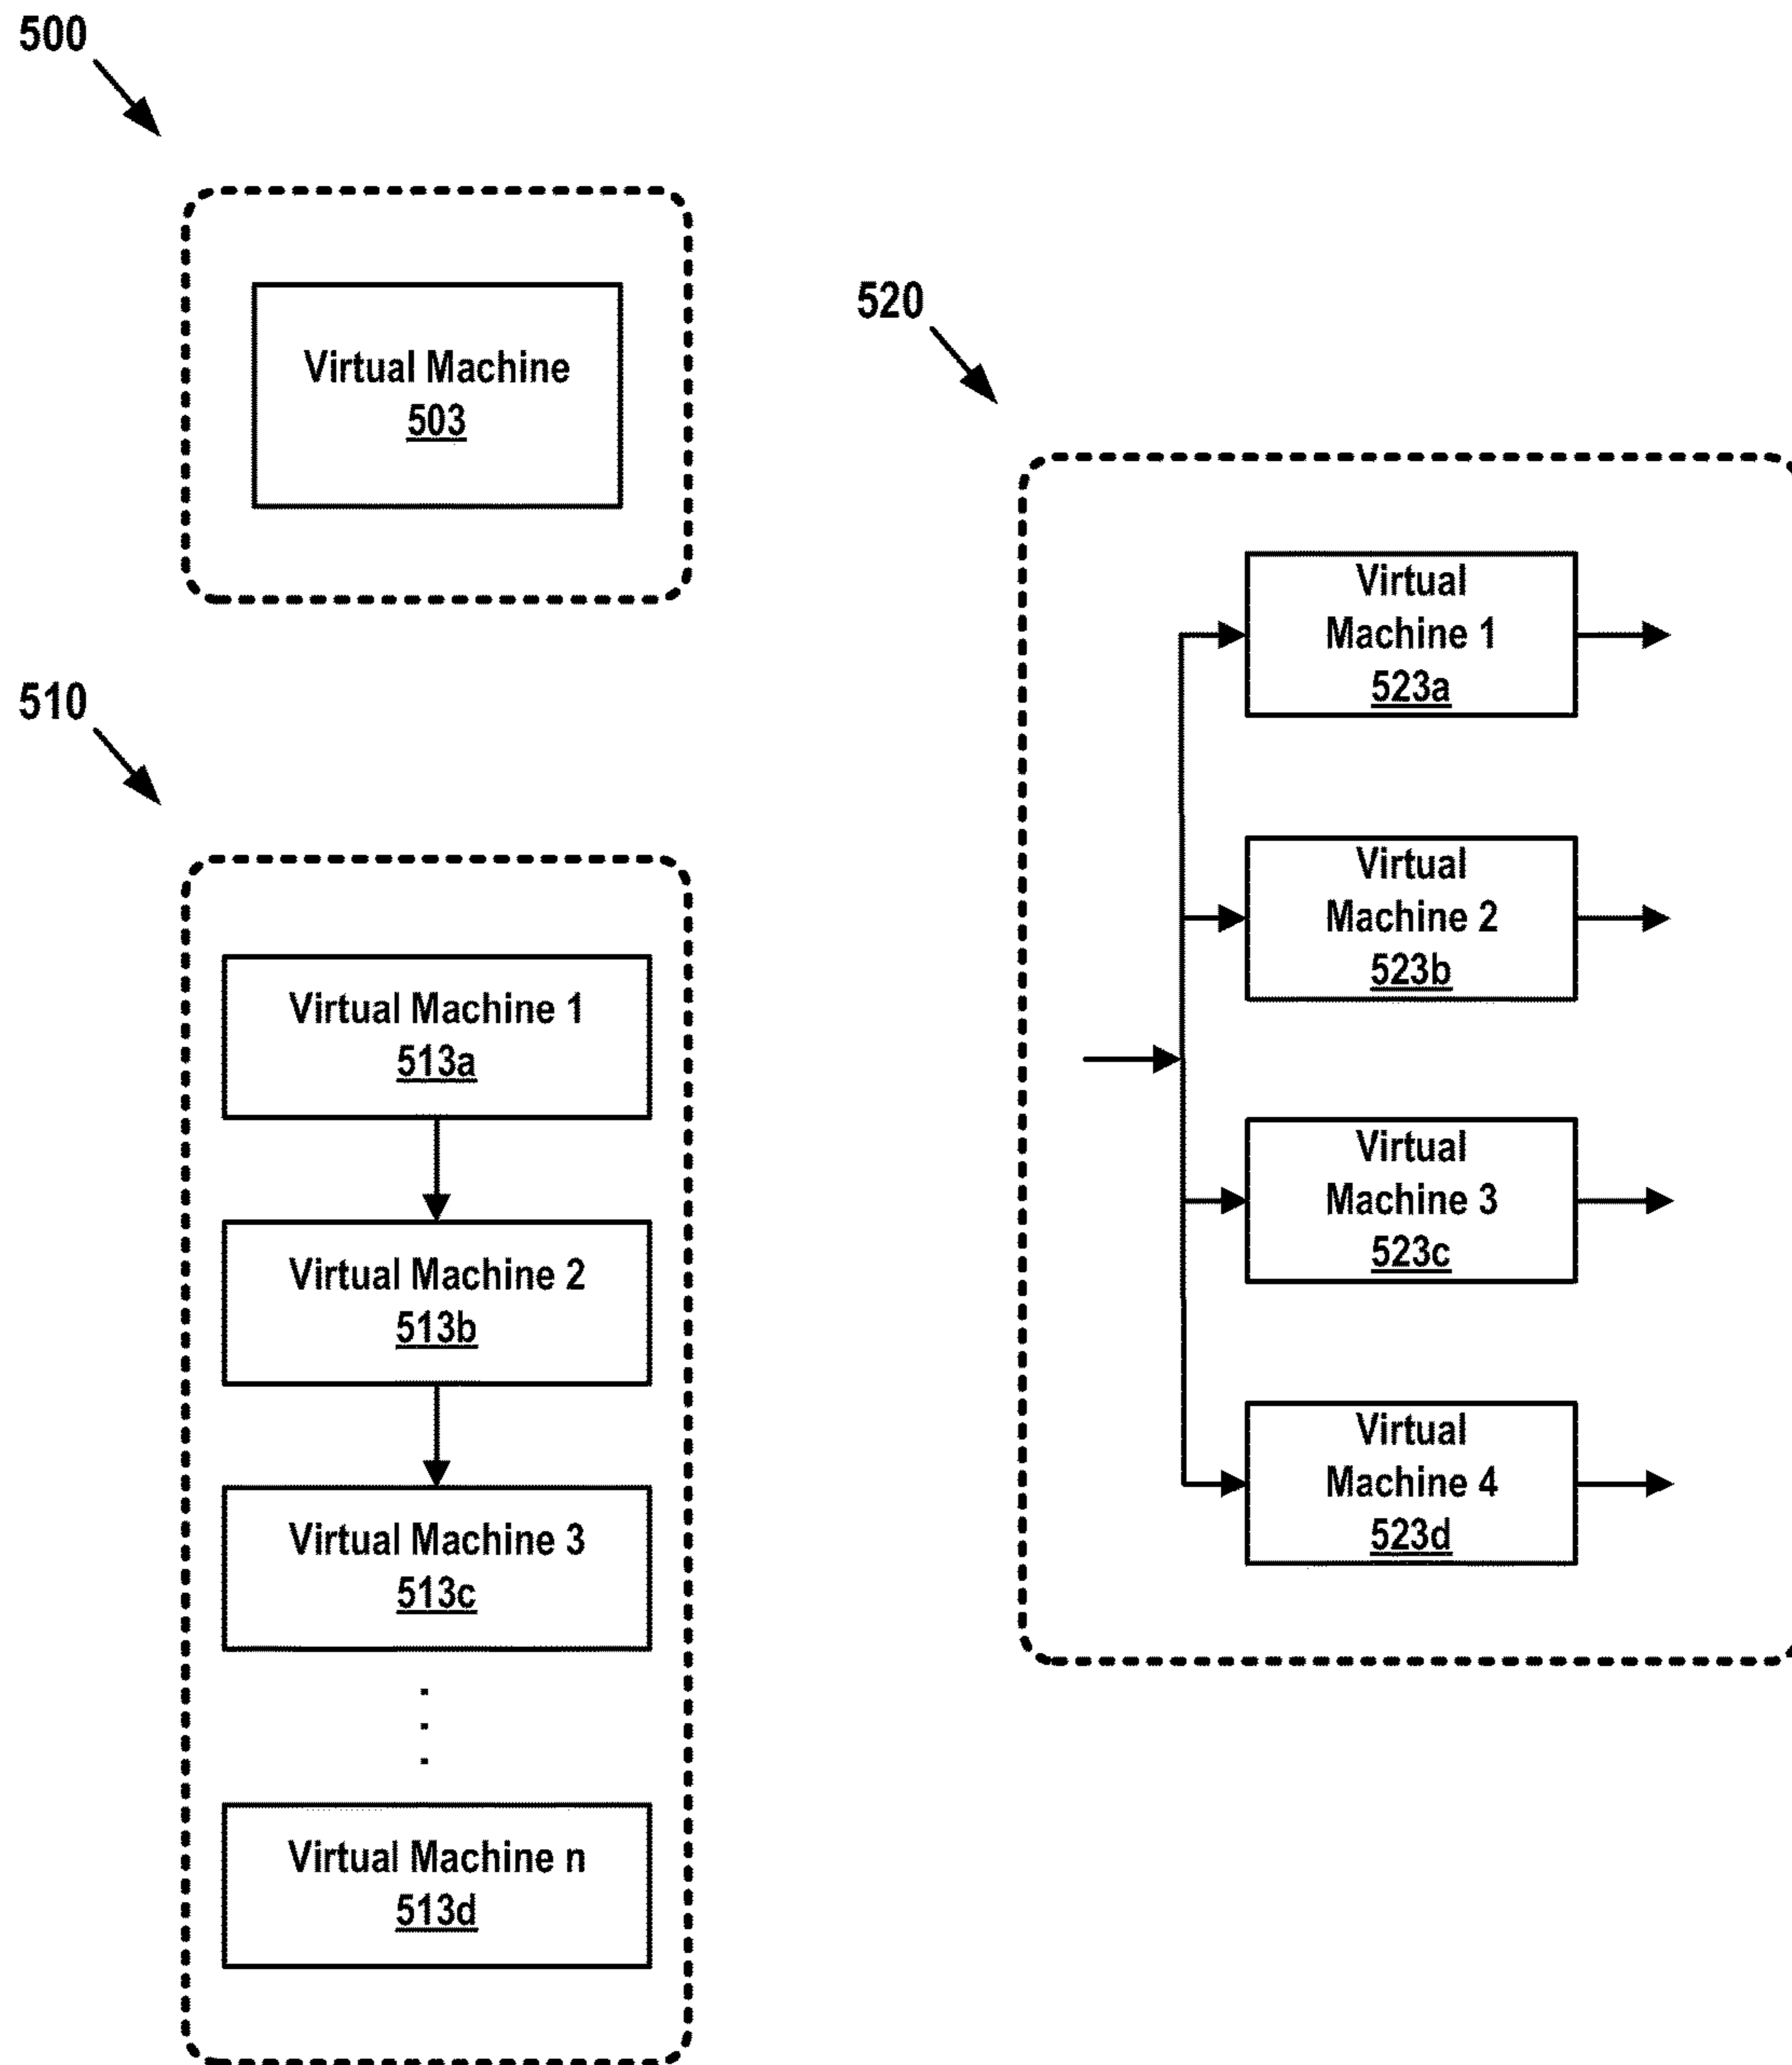 500
Virtual Machine
503
510
Virtual Machine 1
513a
Virtual Machine 2
513b
Virtual Machine 3
513c
Virtual Machine n
513d
520
Virtual
Machine 1
523a
Virtual
Machine 2
523b
Virtual
Machine 3
523c
Virtual
Machine 4
523d